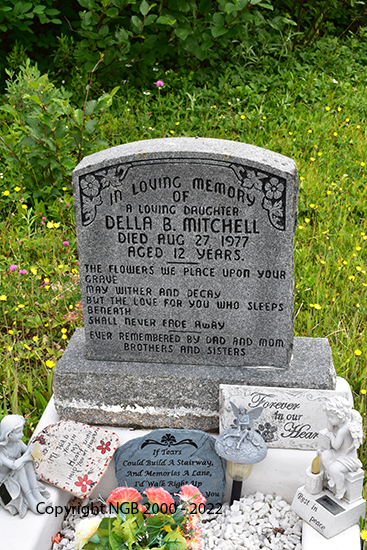 IN LOVING MEMORY
OF
A LOVING DAUGHTER
DELLA B. MITCHELL
DIED AUG 27, 1977
AGED 12 YEARS.
THE FLOWERS WE PLACE UPON YOUR
GRAVE
MAY WITHER AND DECAY
BUT THE LOVE FOR YOU WHO SLEEPS
BENEATH
SHALL NEVER FADE AWAY
EVER REMEMBERED BY DAD AND MOM
BROTHERS AND SISTERS
Forever
in our
Hearts
If Tears
Could Build A Stairway,
And Memories A Lane,
I'd Walk Right Up
Rest in
peace
Copyright NGB 2000 - 2022